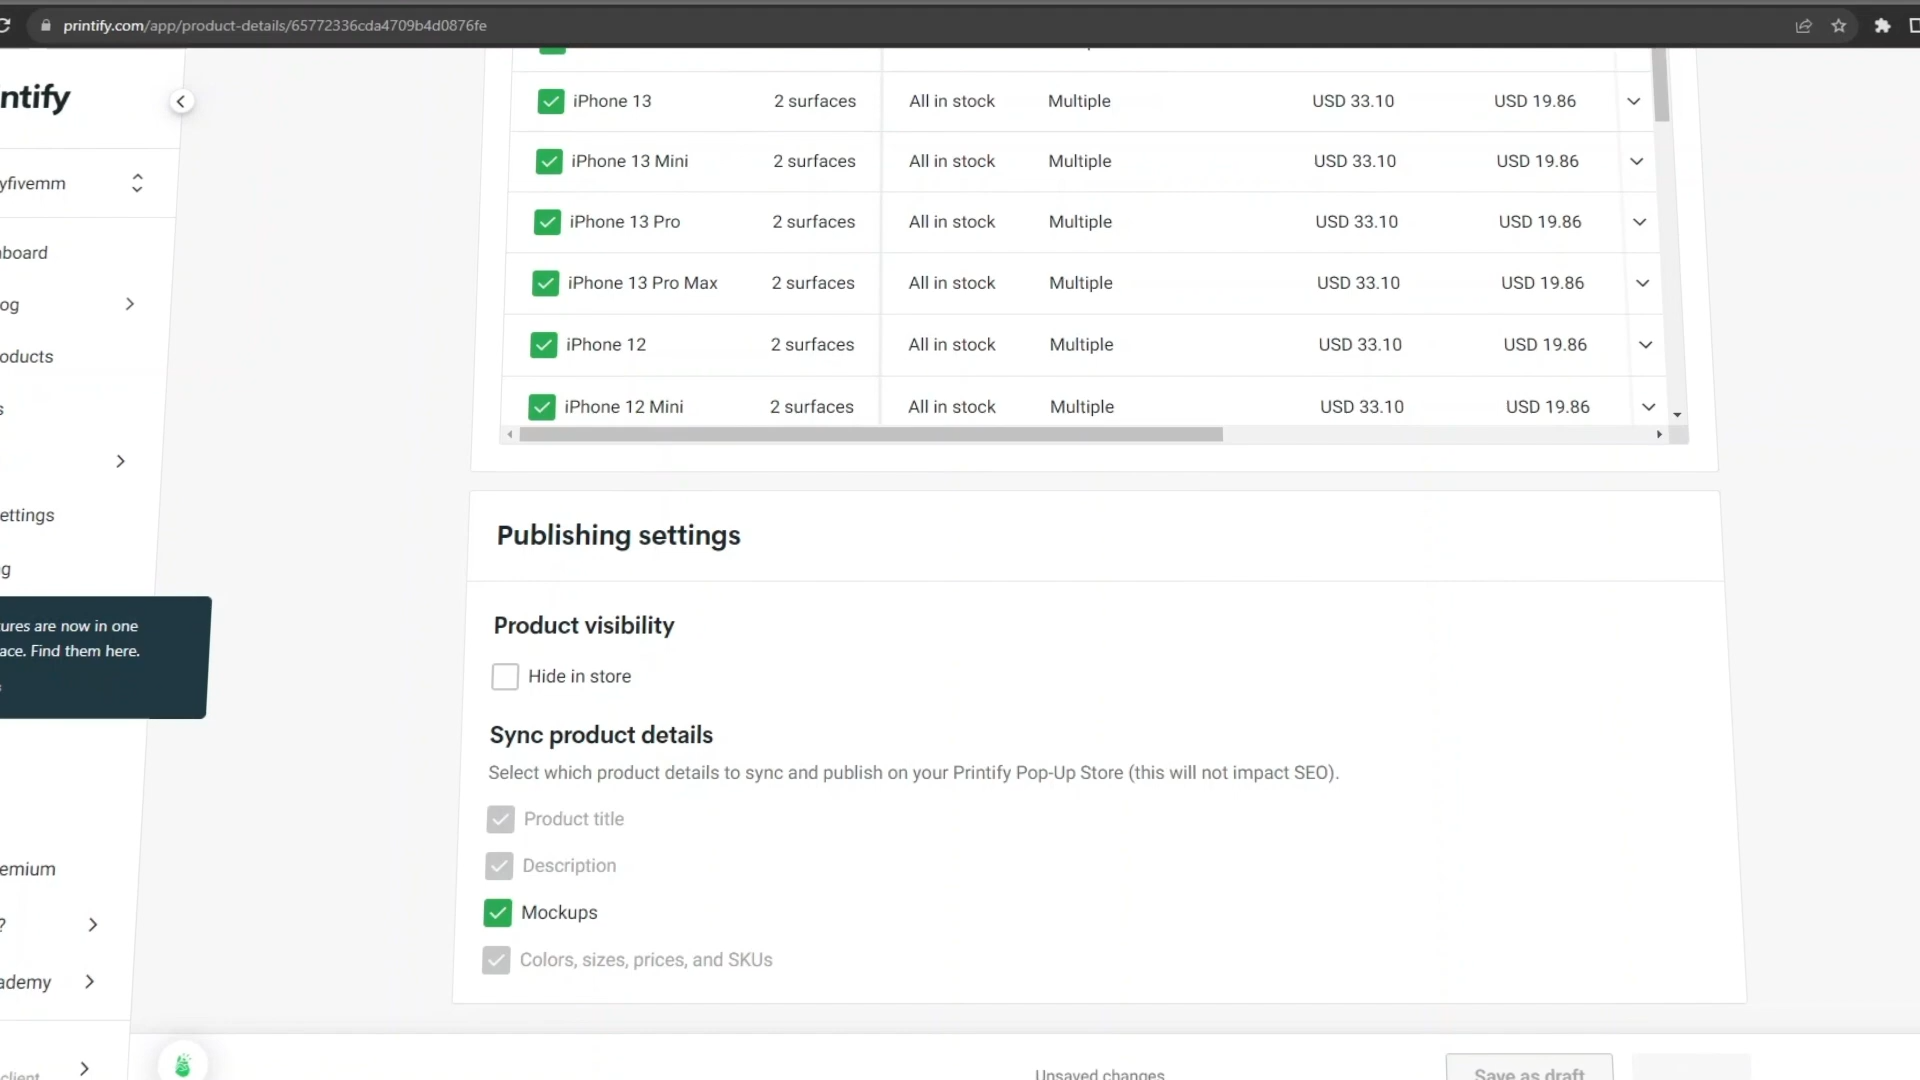 printify.com/app/product-details/65772336cda4709b4d0876fe
ntify
yfivemm
board
og
oducts
s
ettings
g
ures are now in one
ace. Find them here.
emium
?
ademy
client
iPhone 13 2 surfaces All in stock Multiple USD 33.10 USD 19.86
iPhone 13 Mini 2 surfaces All in stock Multiple USD 33.10 USD 19.86
iPhone 13 Pro 2 surfaces All in stock Multiple USD 33.10 USD 19.86
iPhone 13 Pro Max 2 surfaces All in stock Multiple USD 33.10 USD 19.86
iPhone 12 2 surfaces All in stock Multiple USD 33.10 USD 19.86
iPhone 12 Mini 2 surfaces All in stock Multiple USD 33.10 USD 19.86
Publishing settings
Product visibility
Hide in store
Sync product details
Select which product details to sync and publish on your Printify Pop-Up Store (this will not impact SEO).
Product title
Description
Mockups
Colors, sizes, prices, and SKUs
Unsaved changes
Save as draft